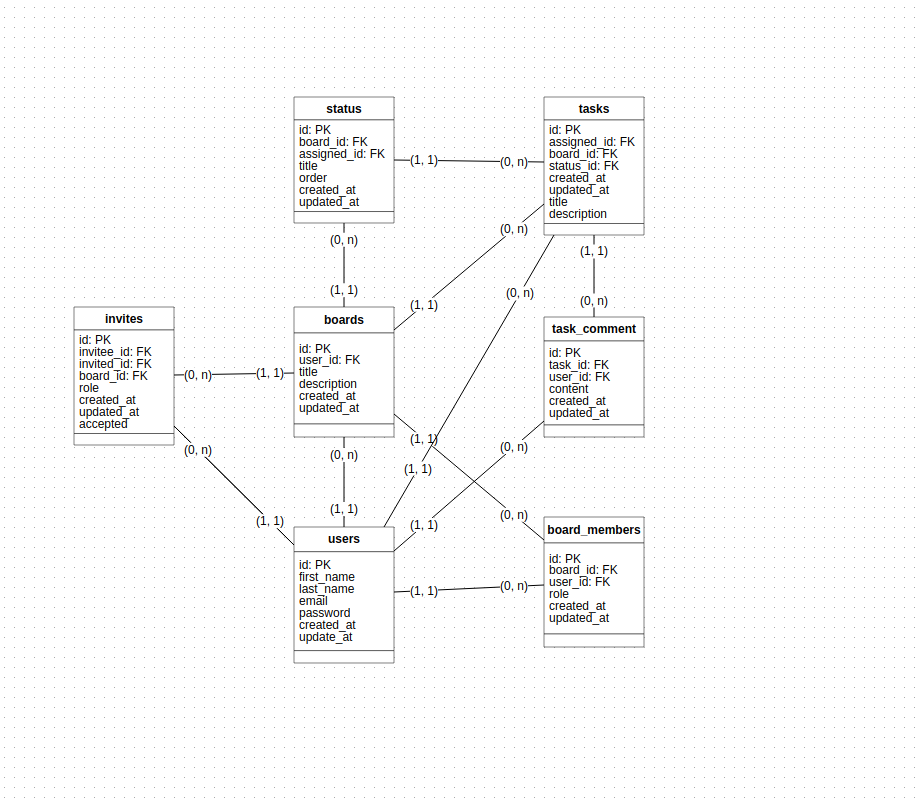 status
id: PK
board_id: FK
assigned_id: FK
title
order
created_at
updated_at
tasks
id: PK
assigned_id: FK
board_id: FK
status_id: FK
created_at
updated_at
title
description
(1, 1)
(0, n)
(0, n)
(1, 1)
(0, n)
(1, 1)
(0, n)
(1, 1)
(1, 1)
(0, n)
invites
id: PK
invitee_id: FK
invited_id: FK
board_id: FK
role
created_at
updated_at
accepted
boards
id: PK
user_id: FK
title
description
created_at
updated_at
task_comment
id: PK
task_id: FK
user_id: FK
content
created_at
updated_at
(0, n)
(1, 1)
(0, n)
(1, 1)
(0, n)
(1, 1)
(1, 1)
(0, n)
(0, n)
(1, 1)
users
id: PK
first_name
last_name
email
password
created_at
update_at
board_members
id: PK
board_id: FK
user_id: FK
role
created_at
updated_at
(1, 1)
(0, n)